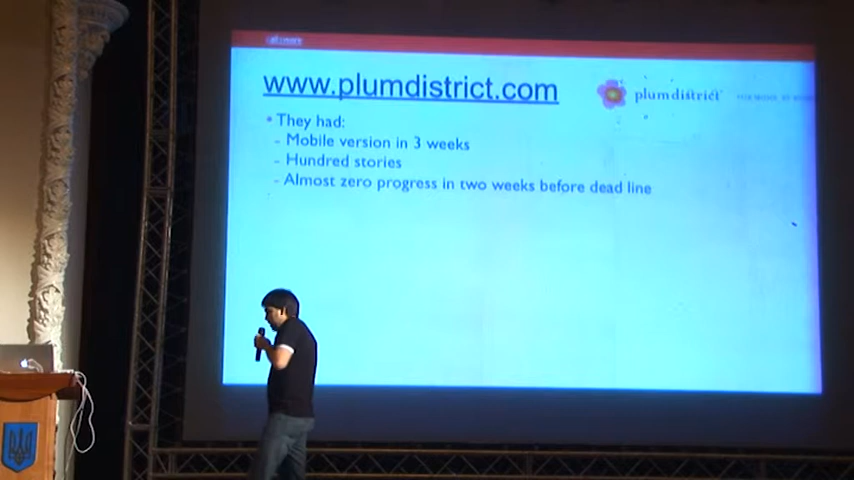 www.plumdistrict.com
plumdistrict
• They had:
- Mobile version in 3 weeks
- Hundred stories
- Almost zero progress in two weeks before dead line